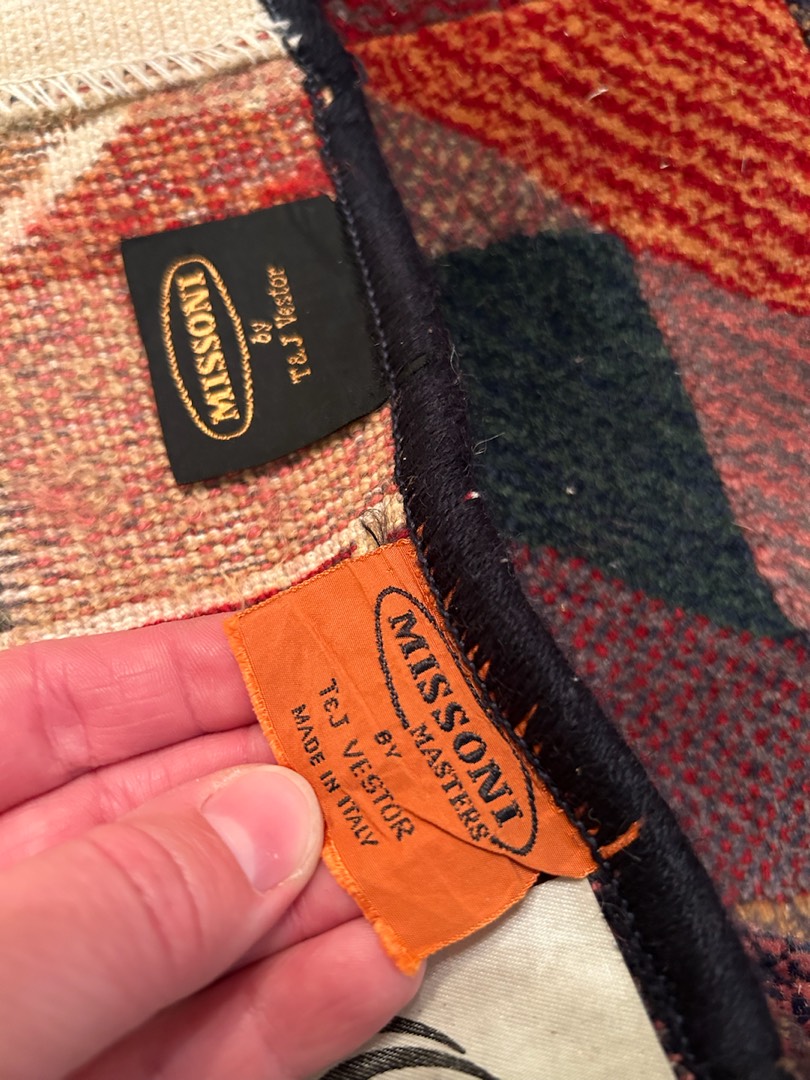 MISSONI
by
T&J Vestor
MISSONI
MASTERS
BY
T&J VESTOR
MADE IN ITALY